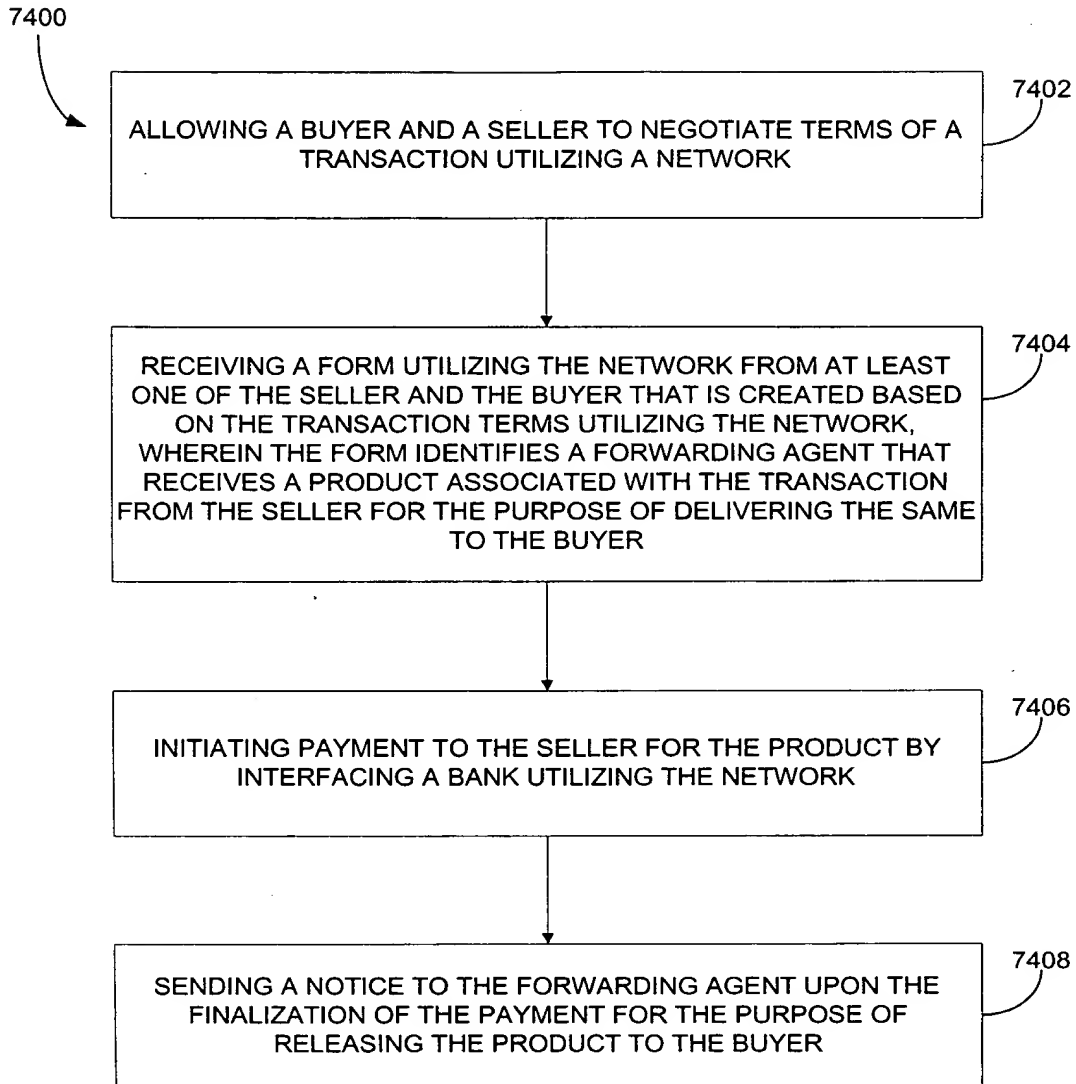 7400
7402
ALLOWING A BUYER AND A SELLER TO NEGOTIATE TERMS OF A
TRANSACTION UTILIZING A NETWORK
7404
RECEIVING A FORM UTILIZING THE NETWORK FROM AT LEAST
ONE OF THE SELLER AND THE BUYER THAT IS CREATED BASED
ON THE TRANSACTION TERMS UTILIZING THE NETWORK,
WHEREIN THE FORM IDENTIFIES A FORWARDING AGENT THAT
RECEIVES A PRODUCT ASSOCIATED WITH THE TRANSACTION
FROM THE SELLER FOR THE PURPOSE OF DELIVERING THE SAME
TO THE BUYER
7406
INITIATING PAYMENT TO THE SELLER FOR THE PRODUCT BY
INTERFACING A BANK UTILIZING THE NETWORK
7408
SENDING A NOTICE TO THE FORWARDING AGENT UPON THE
FINALIZATION OF THE PAYMENT FOR THE PURPOSE OF
RELEASING THE PRODUCT TO THE BUYER